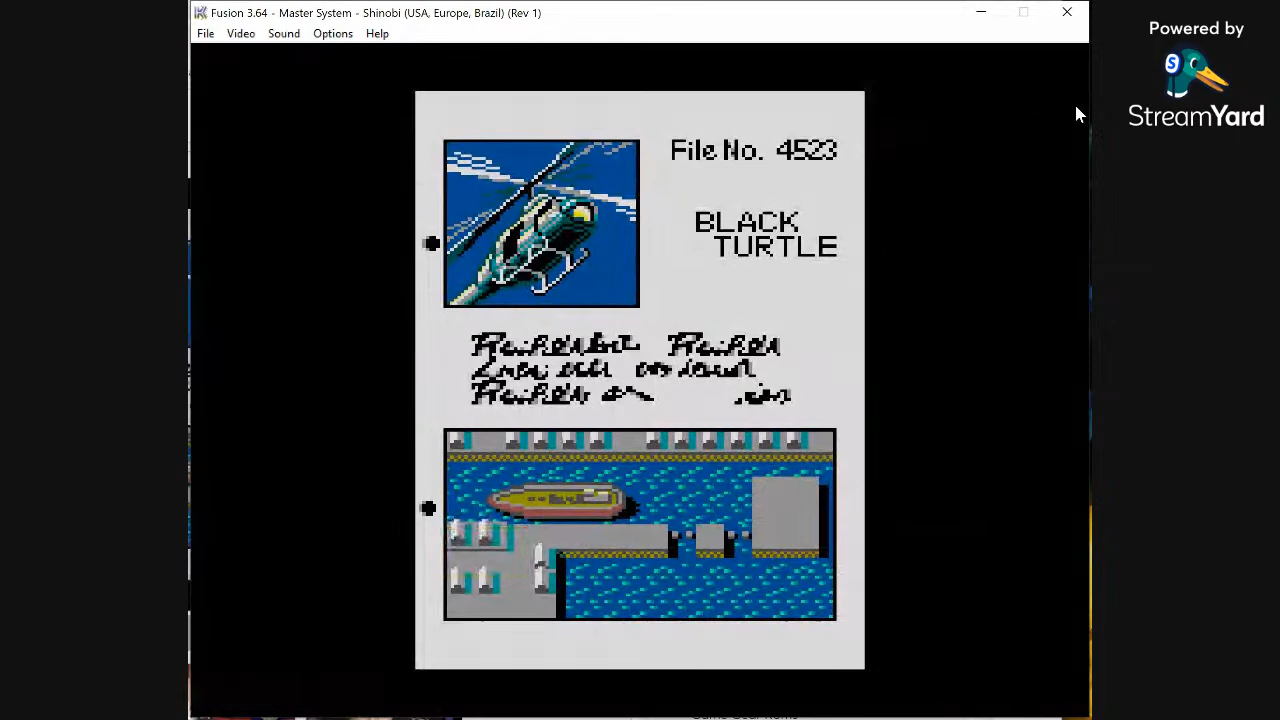 Fusion 3.64 - Master System - Shinobi (USA, Europe, Brazil) (Rev 1)
File Video Sound Options Help
Powered by
S
StreamYard
File No. 4523
BLACK
TURTLE